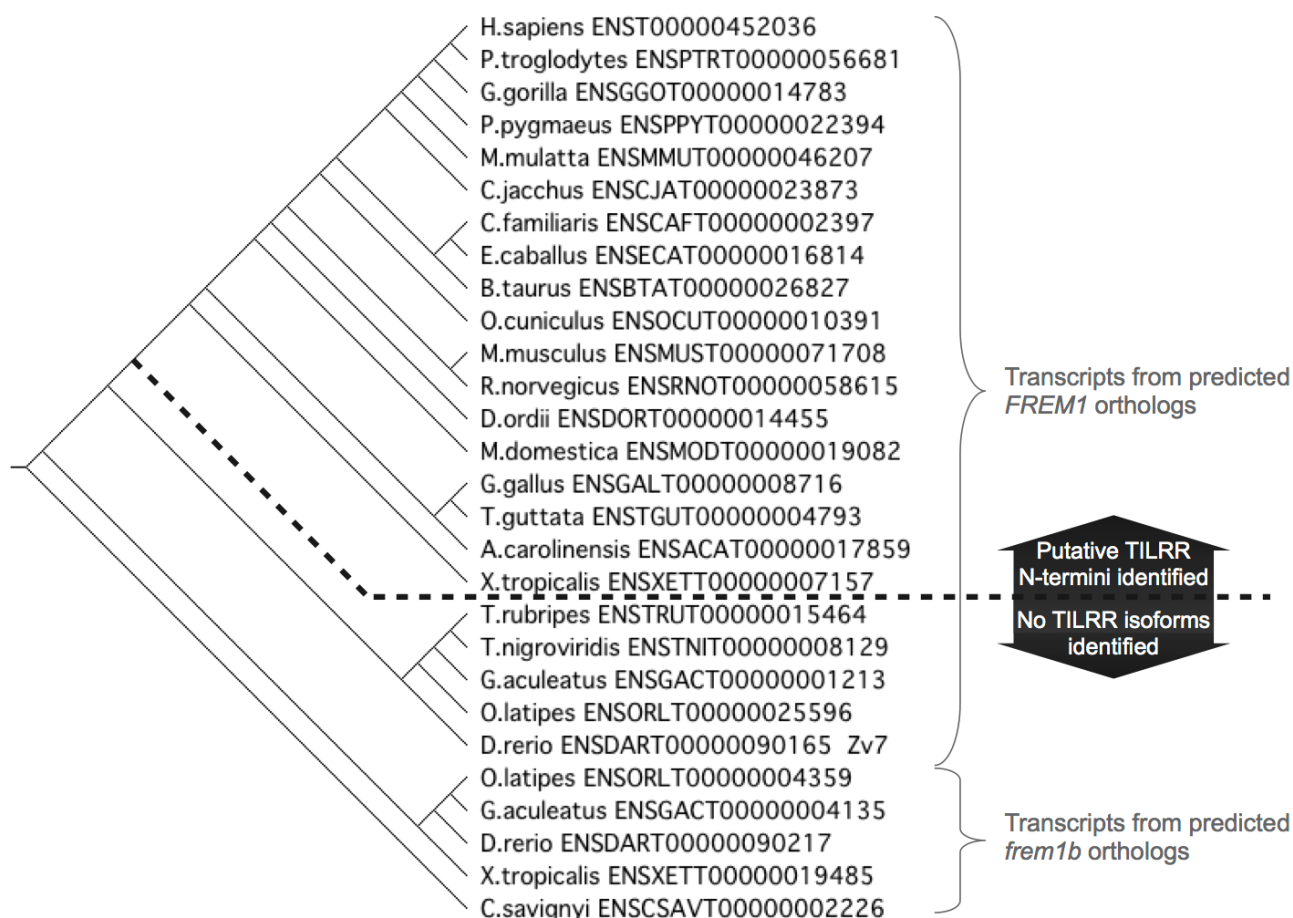 H.sapiens ENST00000452036
P.troglodytes ENSPTRT00000056681
G.gorilla ENSGGOT00000014783
P.pygmaeus ENSPPYT00000022394
M.mulatta ENSMMUT00000046207
C.jacchus ENSCJAT00000023873
C.familiaris ENSCAFT00000002397
E.caballus ENSECAT00000016814
B.taurus ENSBTAT00000026827
O.cuniculus ENSOCUT00000010391
M.musculus ENSMUST00000071708
R.norvegicus ENSRNOT00000058615
D.ordii ENSDORT00000014455
M.domestica ENSMODT00000019082
G.gallus ENSGALT00000008716
T.guttata ENSTGUT00000004793
A.carolinensis ENSACAT00000017859
X.tropicalis ENSXETT00000007157
T.rubripes ENSTRUT00000015464
T.nigroviridis ENSTNIT00000008129
G.aculeatus ENSGACT00000001213
O.latipes ENSORLT00000025596
D.rerio ENSDART00000090165 Zv7
O.latipes ENSORLT00000004359
G.aculeatus ENSGACT00000004135
D.rerio ENSDART00000090217
X.tropicalis ENSXETT00000019485
C.savignyi ENSCSAVT00000002226
Transcripts from predicted
FREM1 orthologs
Putative TILRR
N-termini identified
No TILRR isoforms
identified
Transcripts from predicted
frem1b orthologs